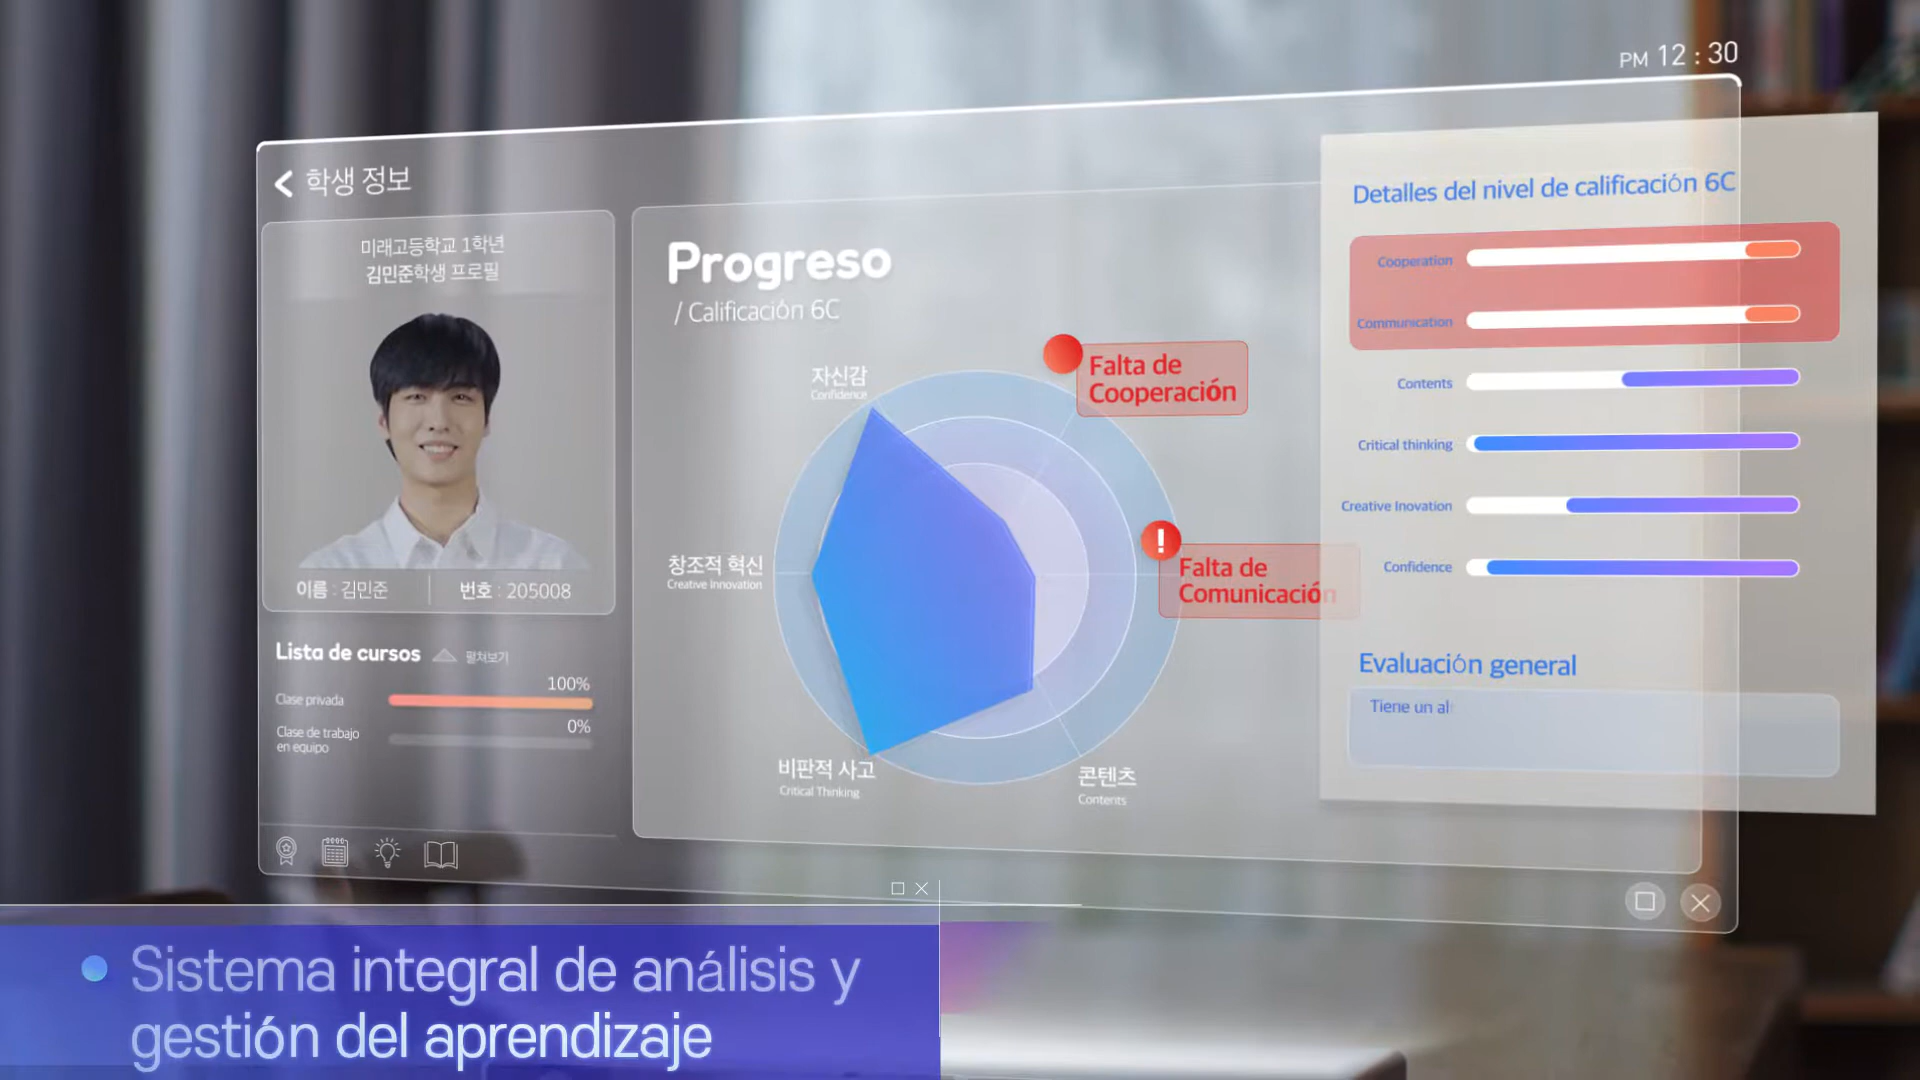 PM 12 : 30
학생 정보
미래고등학교 1학년
김민준학생 프로필
이름 : 김민준
번호 : 205008
Lista de cursos
펼쳐보기
100%
Clase privada
0%
Clase de trabajo
en equipo
Progreso
/ Calificación 6C
자신감
Confidence
Falta de
Cooperación
창조적 혁신
Creative Innovation
!
Falta de
Comunicación
비판적 사고
Critical Thinking
콘텐츠
Contents
Detalles del nivel de calificación 6C
Cooperation
Communication
Contents
Critical thinking
Creative Inovation
Confidence
Evaluación general
Tiene un al
Sistema integral de análisis y
gestión del aprendizaje